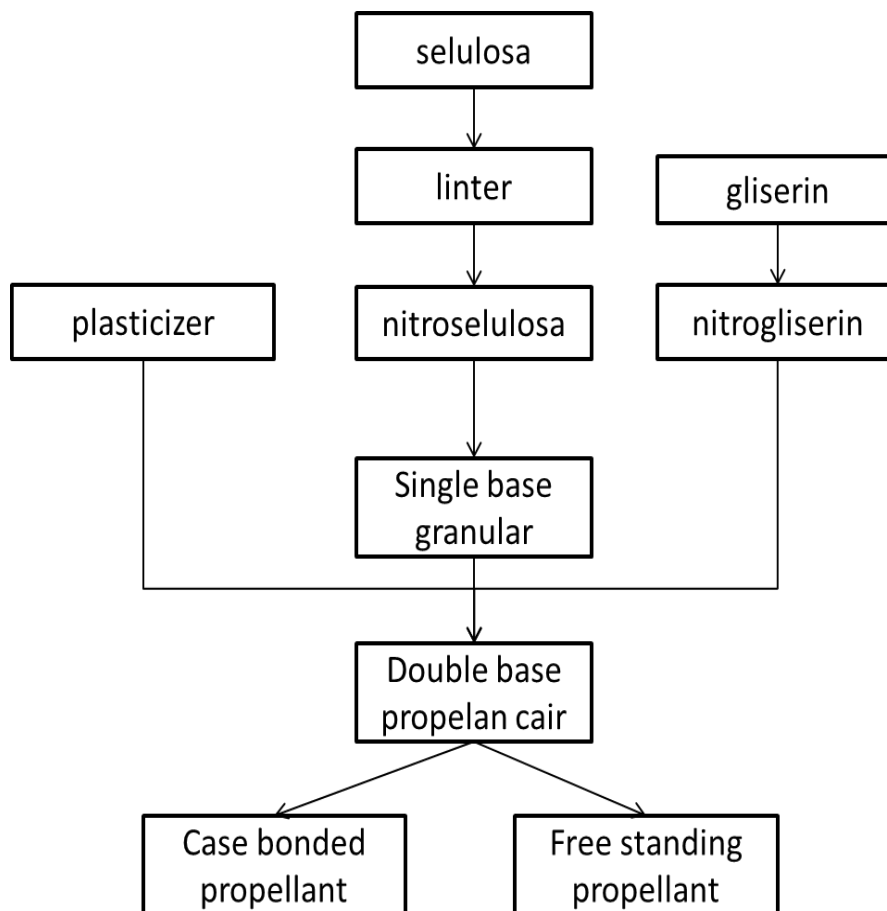 selulosa
linter
gliserin
plasticizer
nitroselulosa
nitrogliserin
Single base
granular
Double base
propelan cair
Case bonded
propellant
Free standing
propellant